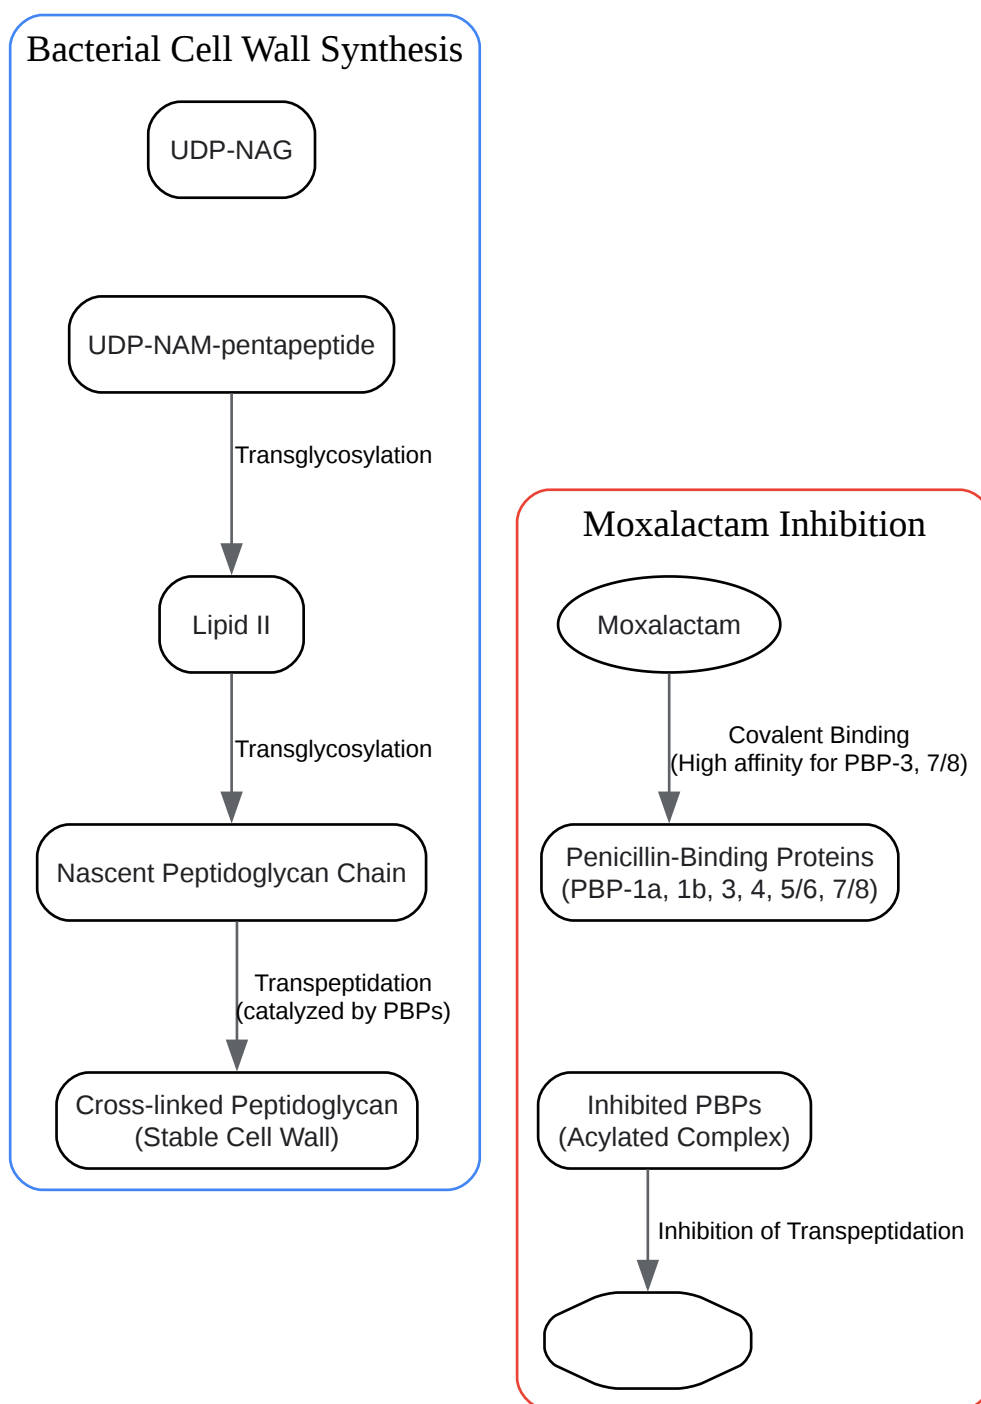 Bacterial Cell Wall Synthesis
UDP-NAG
UDP-NAM-pentapeptide
Transglycosylation
Lipid II
Transglycosylation
Nascent Peptidoglycan Chain
Transpeptidation
(catalyzed by PBPs)
Cross-linked Peptidoglycan
(Stable Cell Wall)
Moxalactam Inhibition
Moxalactam
Covalent Binding
(High affinity for PBP-3, 7/8)
Penicillin-Binding Proteins
(PBP-1a, 1b, 3, 4, 5/6, 7/8)
Inhibited PBPs
(Acylated Complex)
Inhibition of Transpeptidation